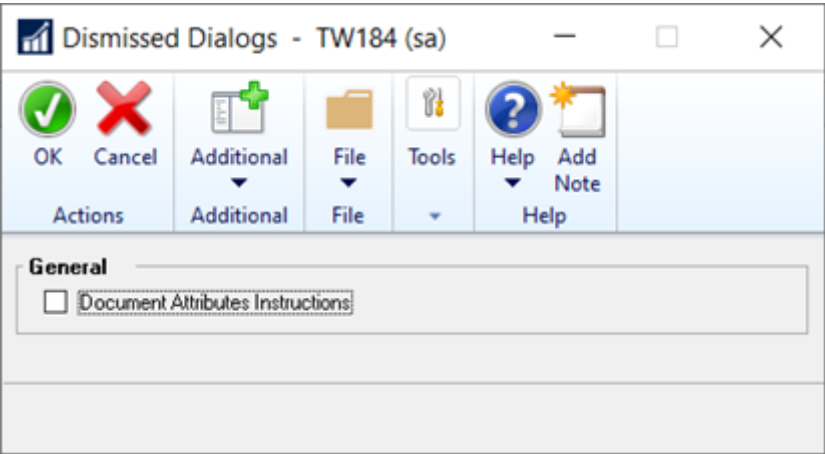 Dismissed Dialogs - TW184 (sa)
OK Cancel Additional File Tools Help Add Note
Actions Additional File Help
General
Document Attributes Instructions